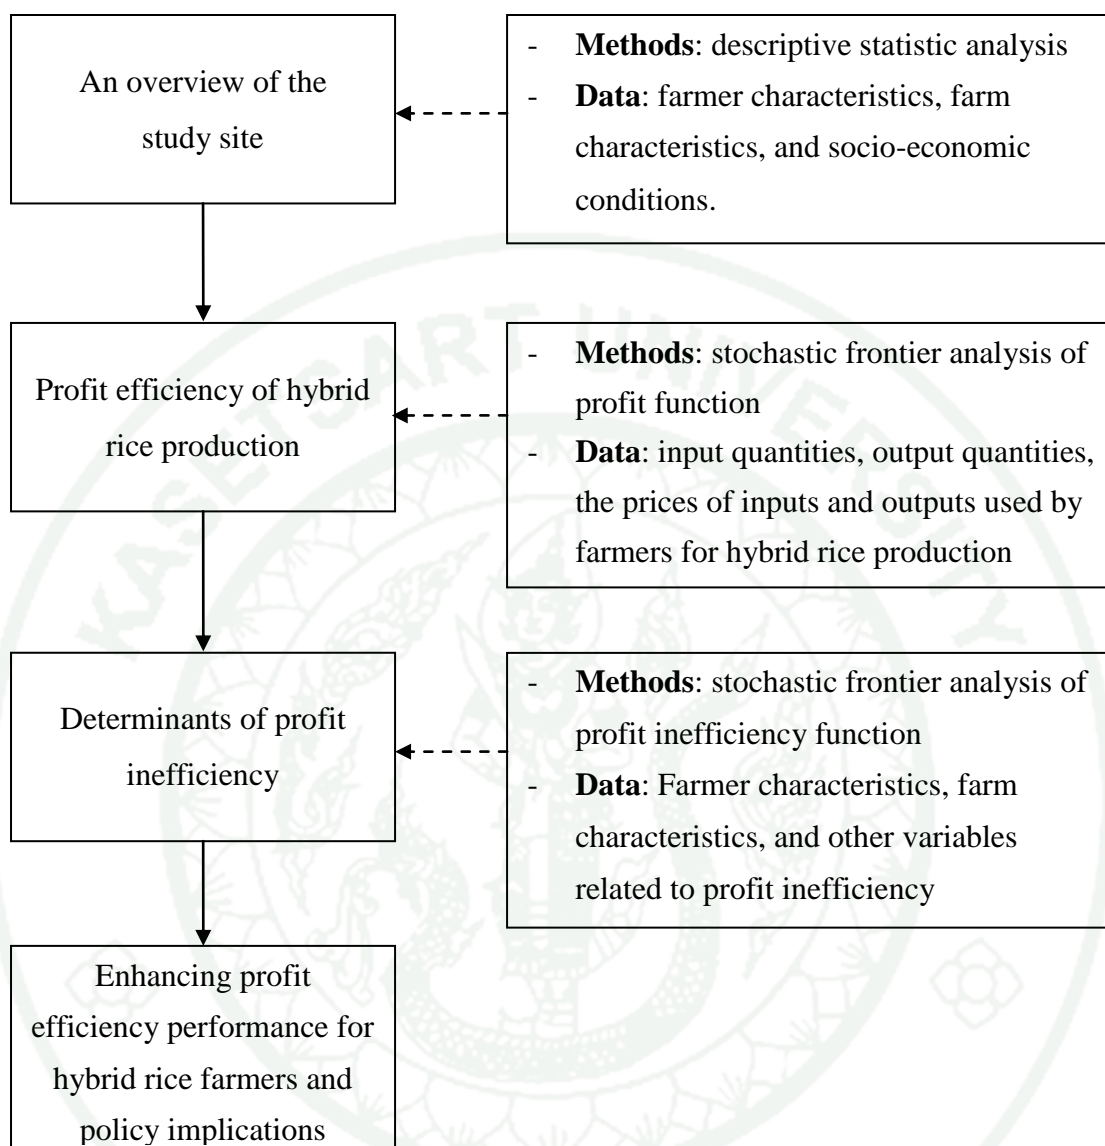 An overview of the
study site
- Methods: descriptive statistic analysis
- Data: farmer characteristics, farm
characteristics, and socio-economic
conditions.
Profit efficiency of hybrid
rice production
- Methods: stochastic frontier analysis of
profit function
- Data: input quantities, output quantities,
the prices of inputs and outputs used by
farmers for hybrid rice production
Determinants of profit
inefficiency
- Methods: stochastic frontier analysis of
profit inefficiency function
- Data: Farmer characteristics, farm
characteristics, and other variables
related to profit inefficiency
Enhancing profit
efficiency performance for
hybrid rice farmers and
policy implications
KASETSART UNIVERSITY